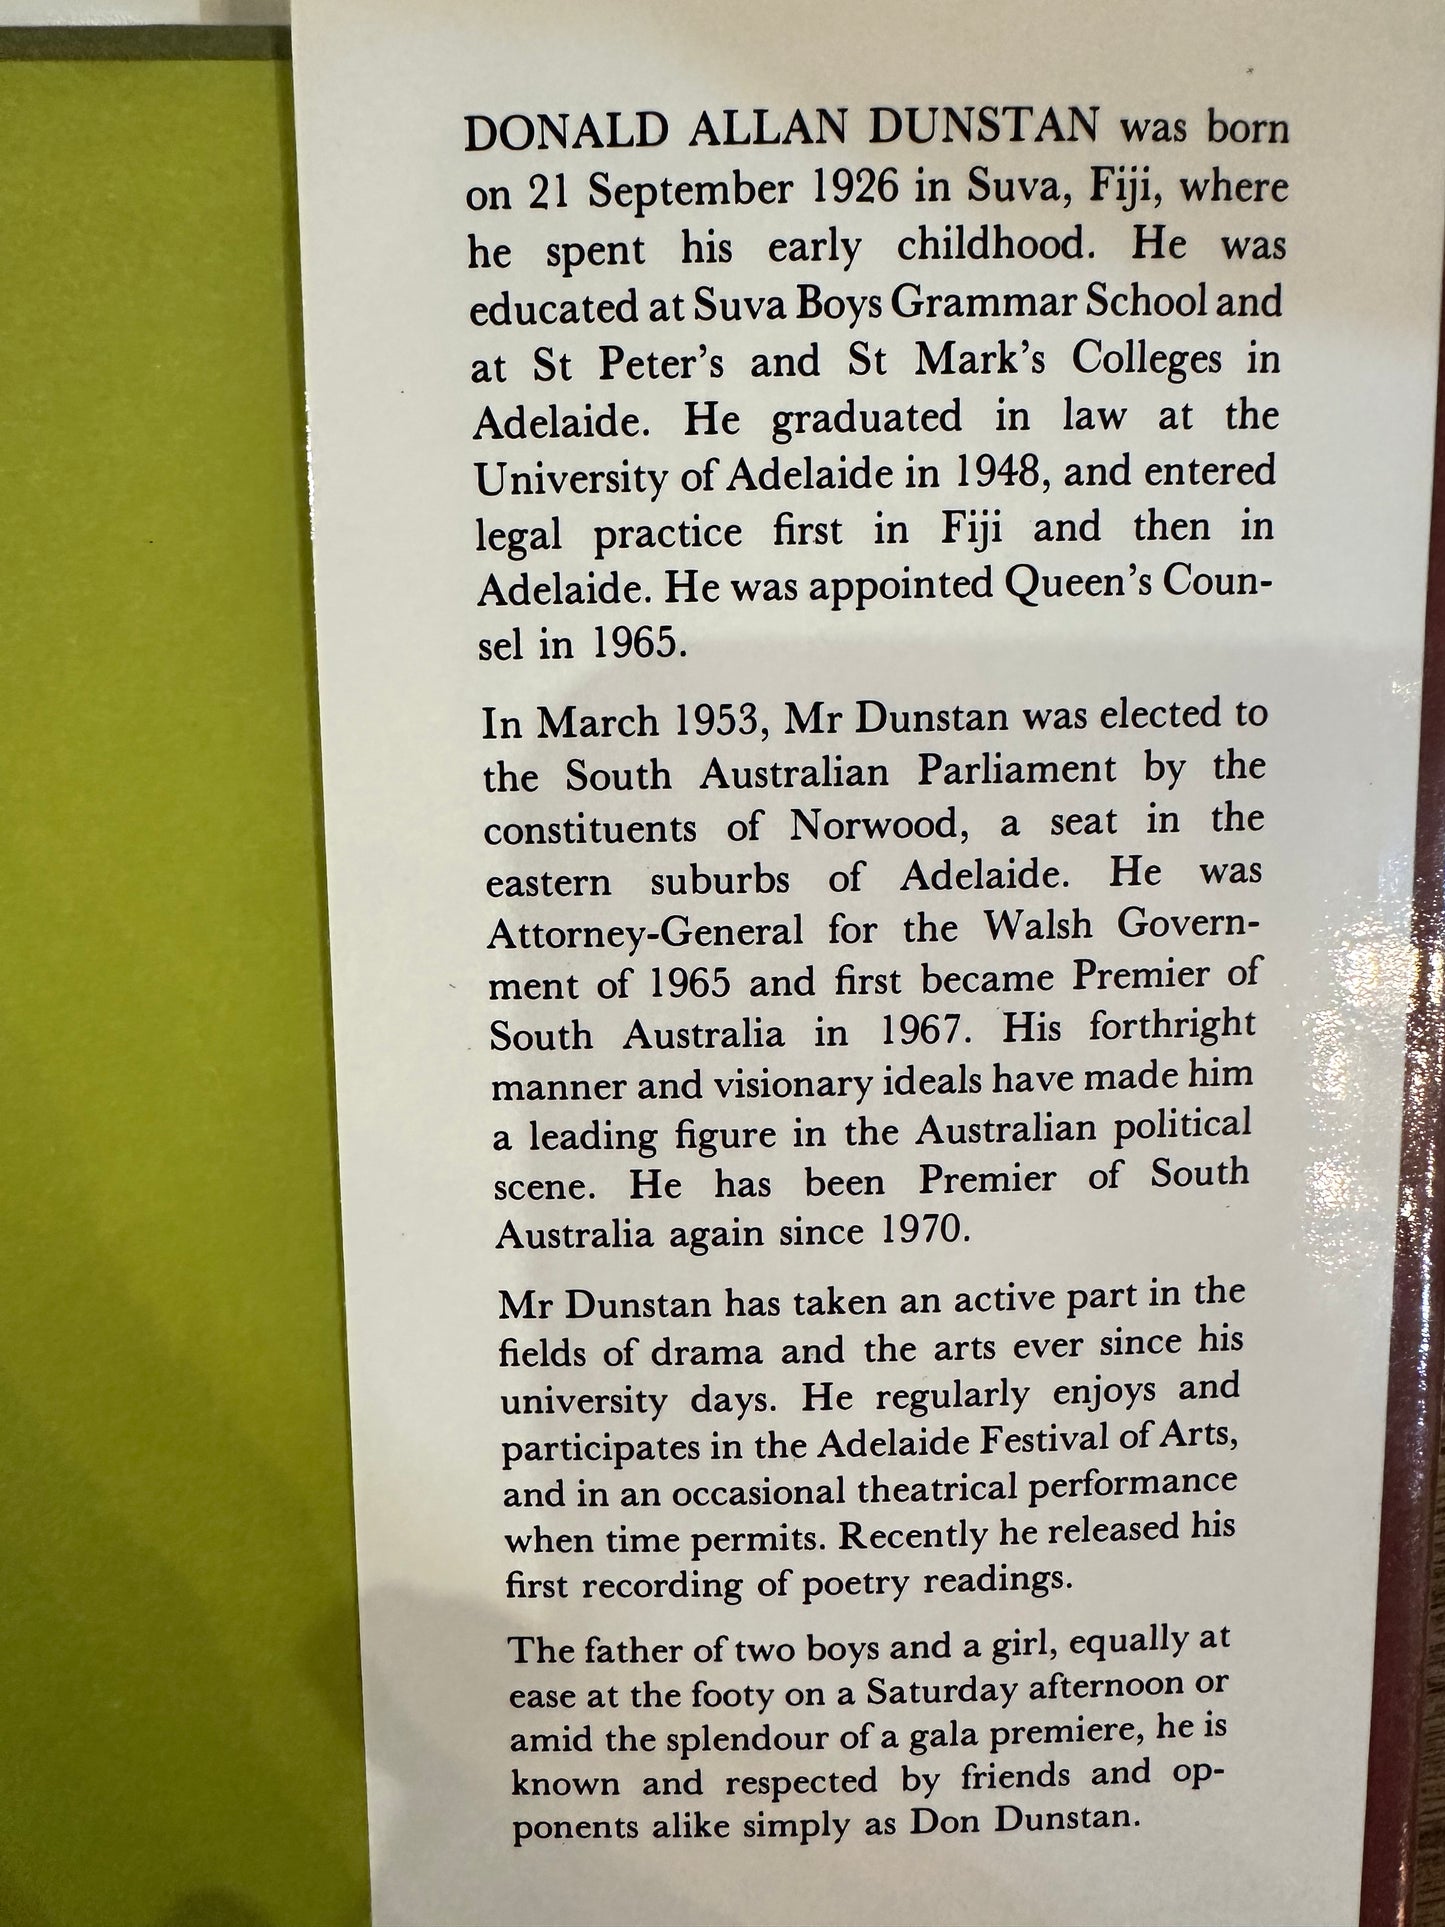 DONALD ALLAN DUNSTAN was born
on 21 September 1926 in Suva, Fiji, where
he spent his early childhood. He was
educated at Suva Boys Grammar School and
at St Peter’s and St Mark’s Colleges in
Adelaide. He graduated in law at the
University of Adelaide in 1948, and entered
legal practice first in Fiji and then in
Adelaide. He was appointed Queen’s Coun-
sel in 1965.
In March 1953, Mr Dunstan was elected to
the South Australian Parliament by the
constituents of Norwood, a seat in the
eastern suburbs of Adelaide. He was
Attorney-General for the Walsh Govern-
ment of 1965 and first became Premier of
South Australia in 1967. His forthright
manner and visionary ideals have made him
a leading figure in the Australian political
scene. He has been Premier of South
Australia again since 1970.
Mr Dunstan has taken an active part in the
fields of drama and the arts ever since his
university days. He regularly enjoys and
participates in the Adelaide Festival of Arts,
and in an occasional theatrical performance
when time permits. Recently he released his
first recording of poetry readings.
The father of two boys and a girl, equally at
ease at the footy on a Saturday afternoon or
amid the splendour of a gala premiere, he is
known and respected by friends and op-
ponents alike simply as Don Dunstan.